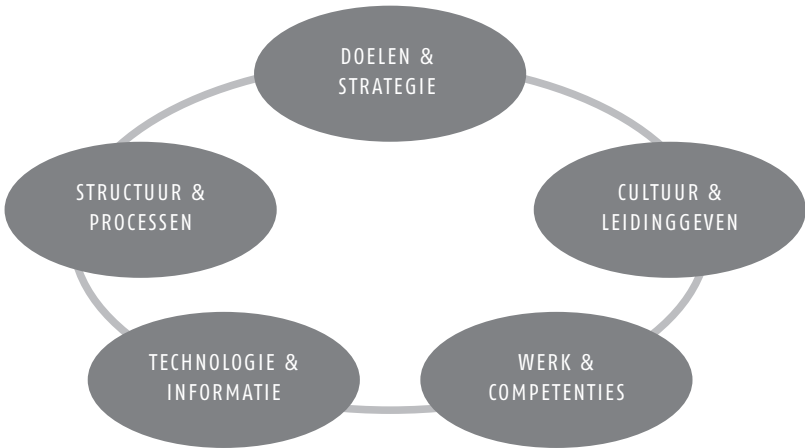 DOELEN &
STRATEGIE
STRUCTUUR &
PROCESSEN
CULTUUR &
LEIDINGGEVEN
TECHNOLOGIE &
INFORMATIE
WERK &
COMPETENTIES